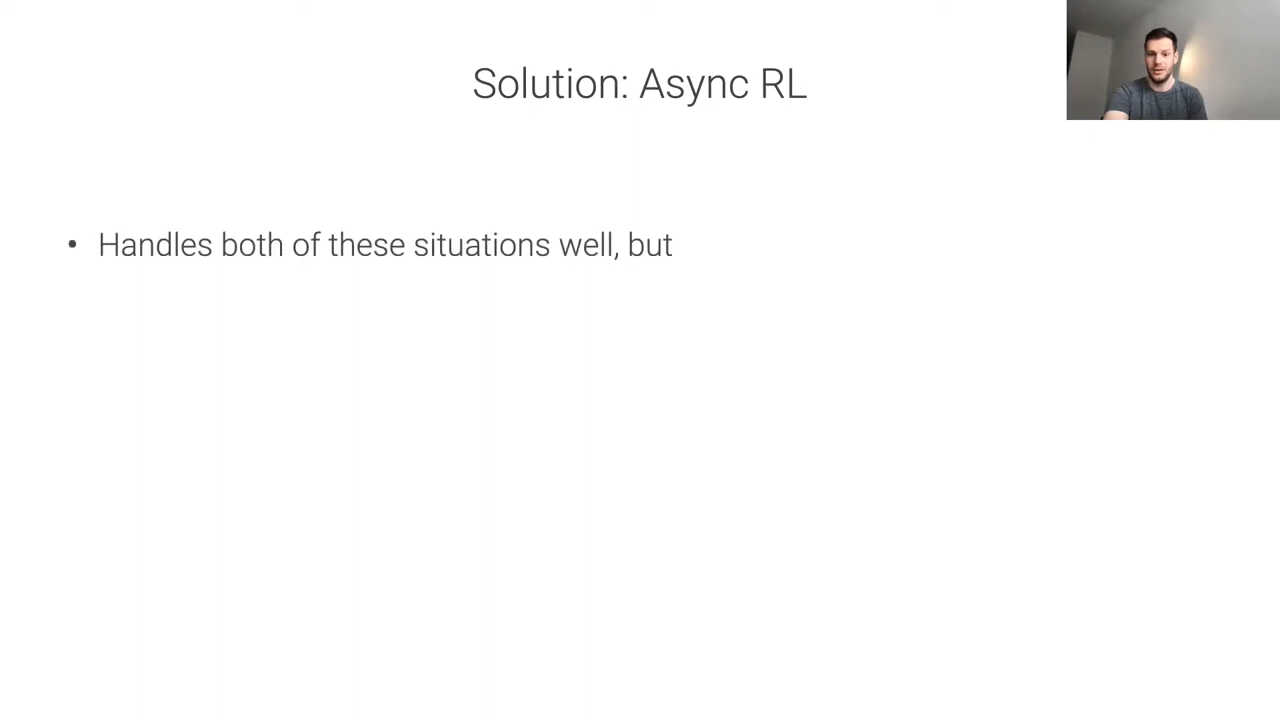 Solution: Async RL
• Handles both of these situations well, but